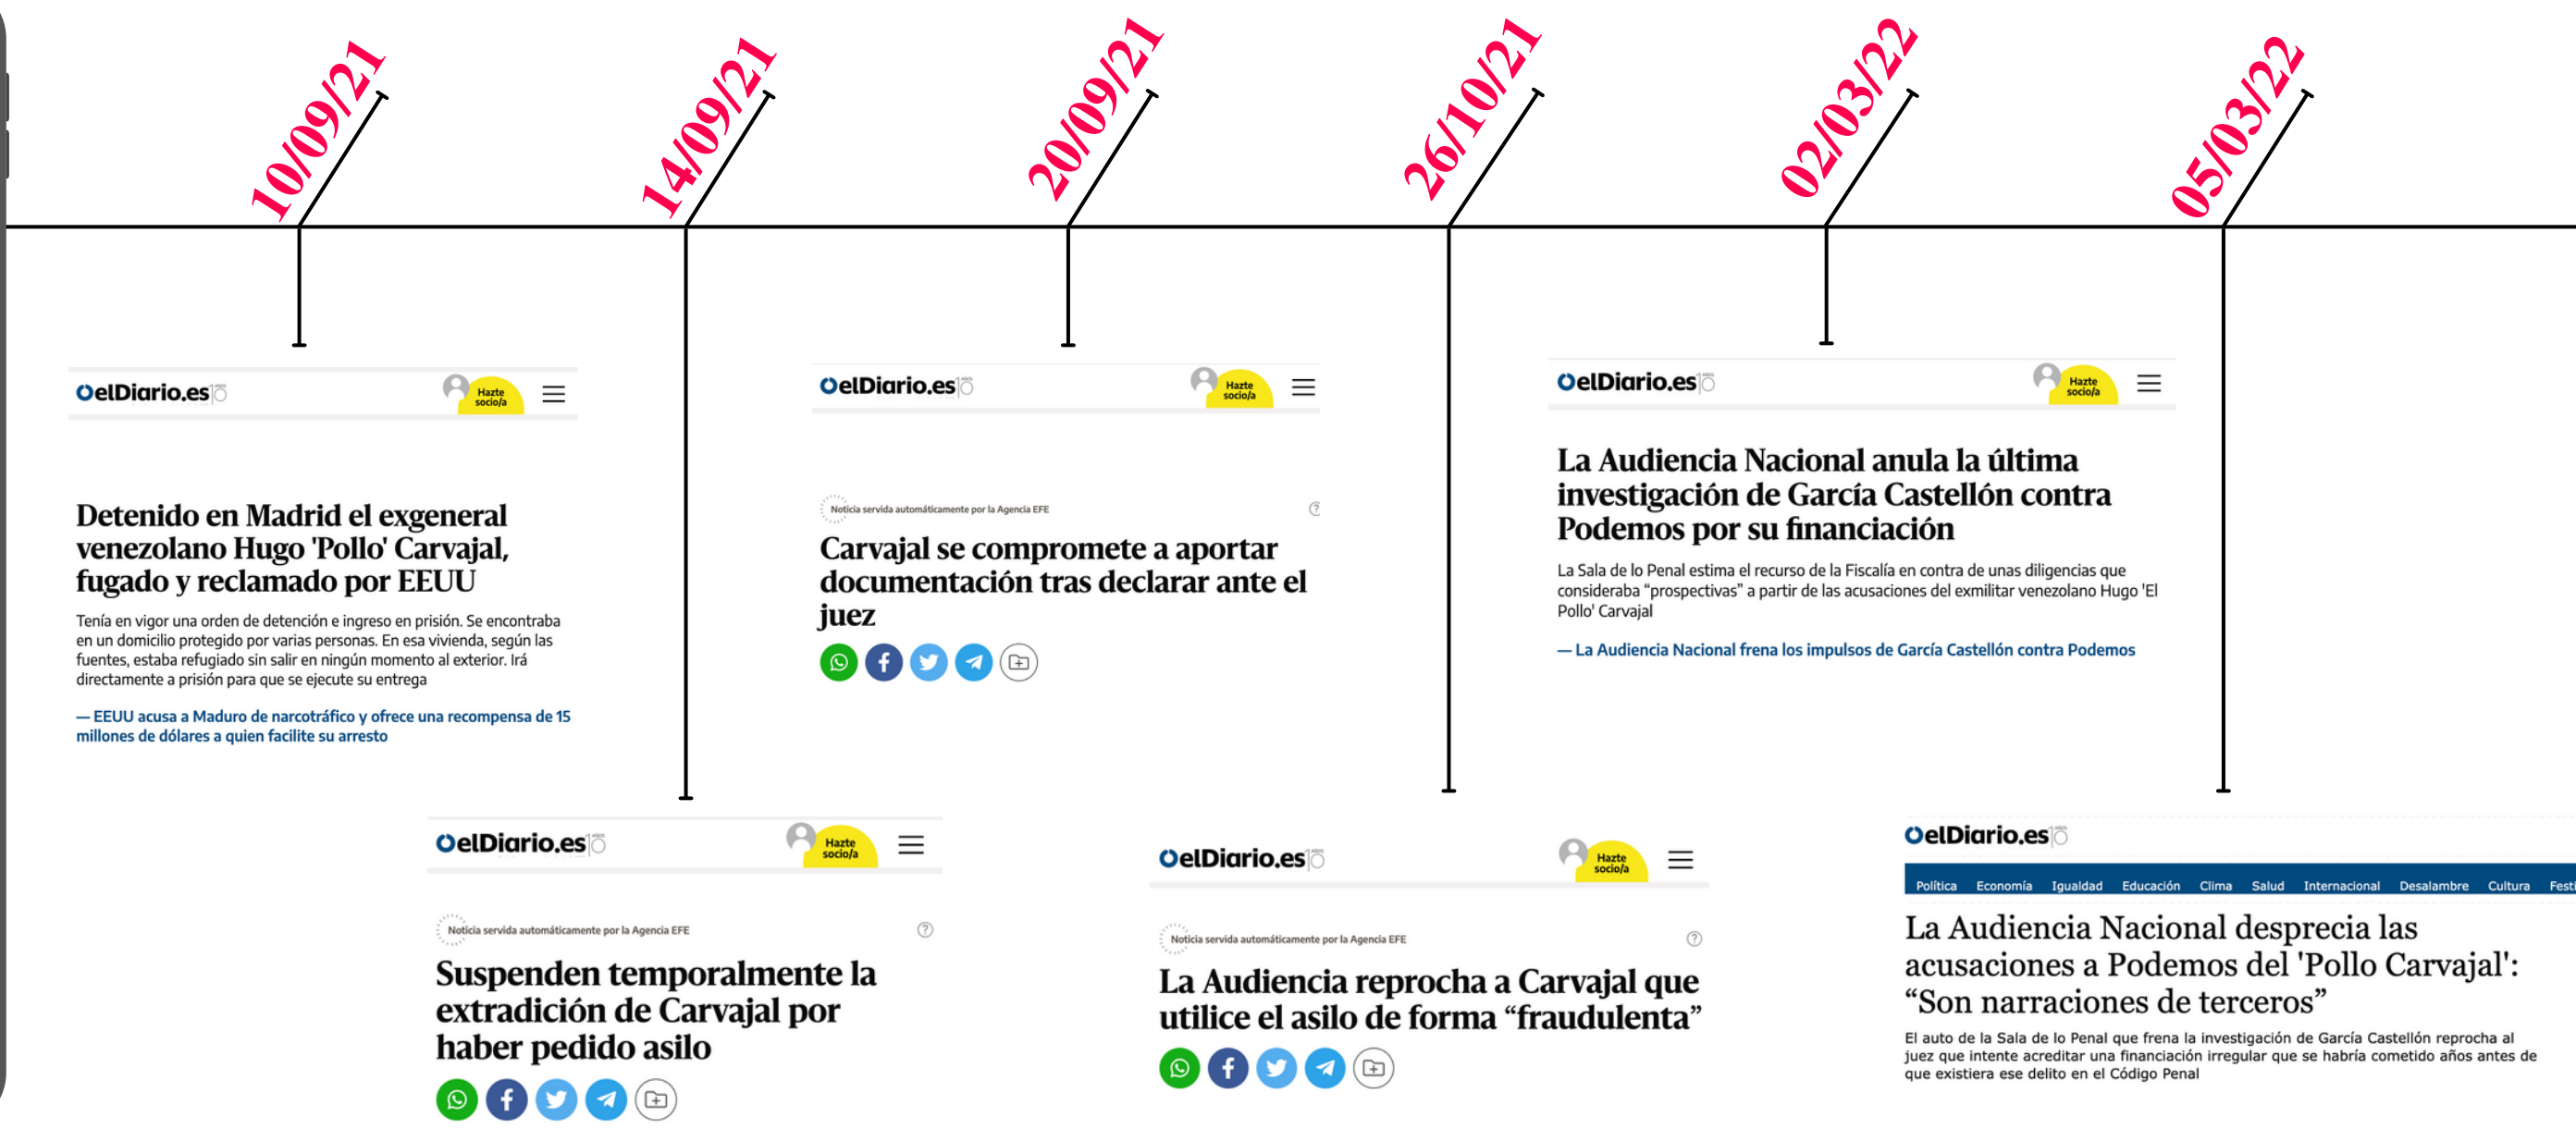 10/09/21
14/09/21
20/09/21
26/10/21
02/03/22
05/03/22
elDiario.es
Hazte
socio/a
Detenido en Madrid el exgeneral
venezolano Hugo 'Pollo' Carvajal,
fugado y reclamado por EEUU
Tenía en vigor una orden de detención e ingreso en prisión. Se encontraba
en un domicilio protegido por varias personas. En esa vivienda, según las
fuentes, estaba refugiado sin salir en ningún momento al exterior. Irá
directamente a prisión para que se ejecute su entrega
— EEUU acusa a Maduro de narcotráfico y ofrece una recompensa de 15
millones de dólares a quien facilite su arresto
elDiario.es
Hazte
socio/a
Noticia servida automáticamente por la Agencia EFE
?
Suspenden temporalmente la
extradición de Carvajal por
haber pedido asilo
elDiario.es
Hazte
socio/a
Noticia servida automáticamente por la Agencia EFE
?
Carvajal se compromete a aportar
documentación tras declarar ante el
juez
elDiario.es
Hazte
socio/a
Noticia servida automáticamente por la Agencia EFE
?
La Audiencia reprocha a Carvajal que
utilice el asilo de forma “fraudulenta”
elDiario.es
Hazte
socio/a
La Audiencia Nacional anula la última
investigación de García Castellón contra
Podemos por su financiación
La Sala de lo Penal estima el recurso de la Fiscalía en contra de unas diligencias que
consideraba “prospectivas” a partir de las acusaciones del exmilitar venezolano Hugo 'El
Pollo' Carvajal
— La Audiencia Nacional frena los impulsos de García Castellón contra Podemos
elDiario.es
Política Economía Igualdad Educación Clima Salud Internacional Desalambre Cultura Festi
La Audiencia Nacional desprecia las
acusaciones a Podemos del 'Pollo Carvajal':
“Son narraciones de terceros”
El auto de la Sala de lo Penal que frena la investigación de García Castellón reprocha al
juez que intente acreditar una financiación irregular que se habría cometido años antes de
que existiera ese delito en el Código Penal